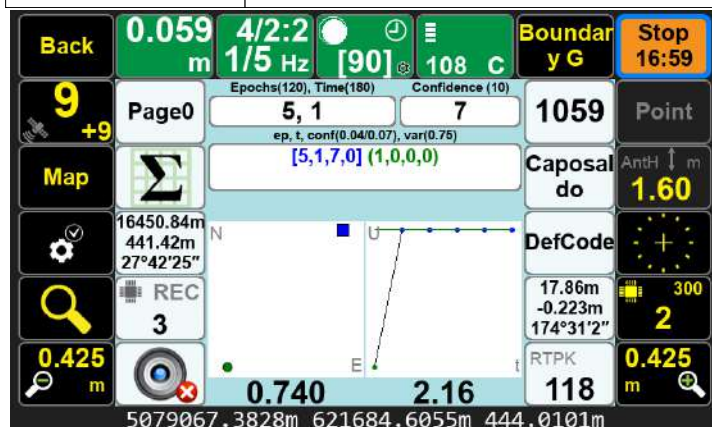 Back
0.059
m
4/2:2
1/5 Hz
[90]
108 C
Boundar
y G
Stop
16:59
9
+9
Page0
Epochs(120), Time(180)
Confidence (10)
5, 1
7
1059
Point
ep, t, conf(0.04/0.07), var(0.75)
[5,1,7,0] (1,0,0,0)
Map
Σ
Caposal
do
AntH m
1.60
16450.84m
441.42m
27°42'25"
N
U
DefCode
REC
3
17.86m
-0.223m
174°31'2"
300
2
0.425
m
E
t
0.740
2.16
RTPK
118
0.425
m
5079067.3828m 621684.6055m 444.0101m